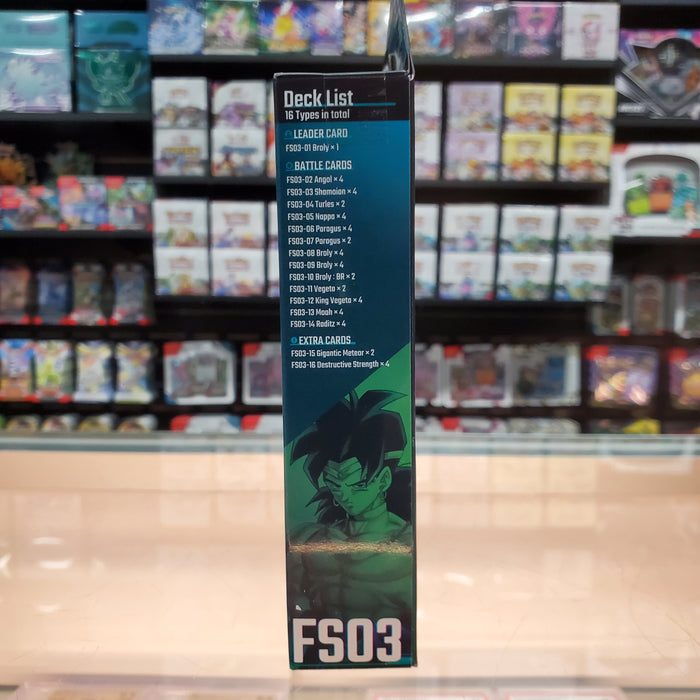 Deck List
16 Types in total
LEADER CARD
FS03-01 Broly × 1
BATTLE CARDS
FS03-02 Angol × 4
FS03-03 Shamoian × 4
FS03-04 Turles × 2
FS03-05 Nappa × 4
FS03-06 Paragus × 4
FS03-07 Paragus × 2
FS03-08 Broly × 4
FS03-09 Broly × 4
FS03-10 Broly : BR × 2
FS03-11 Vegeta × 2
FS03-12 King Vegeta × 4
FS03-13 Maah × 4
FS03-14 Raditz × 4
EXTRA CARDS
FS03-15 Gigantic Meteor × 2
FS03-16 Destructive Strength × 4
FS03